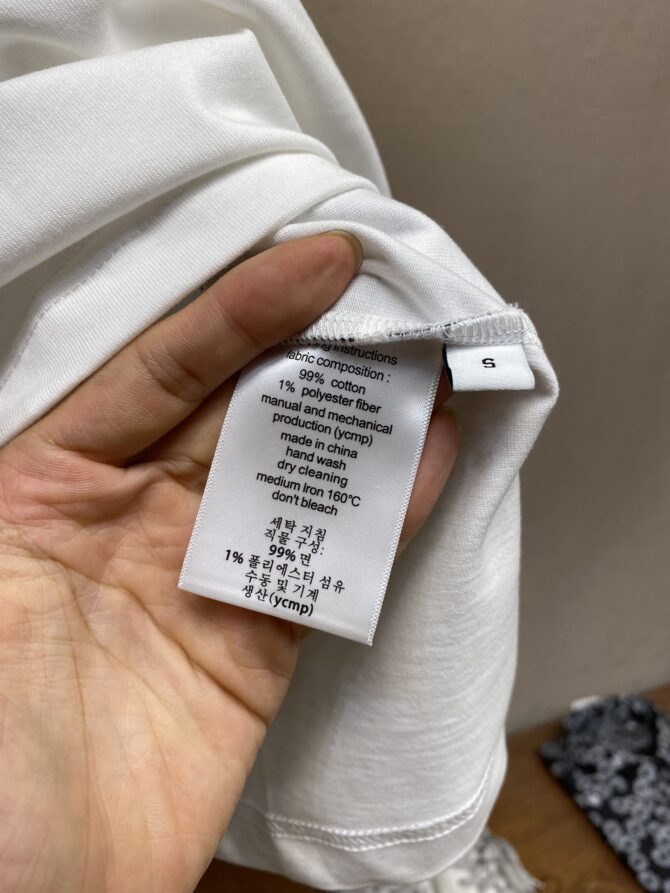 instructions
fabric composition :
99% cotton
1% polyester fiber
manual and mechanical
production (ycmp)
made in china
hand wash
dry cleaning
medium Iron 160℃
don't bleach
세탁 지침
직물 구성:
99% 면
1% 폴리에스터 섬유
수동 및 기계
생산(ycmp)
S